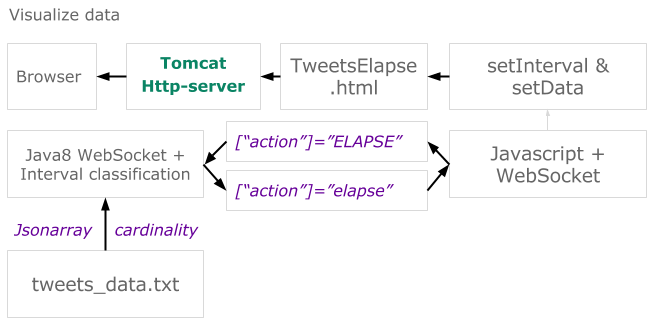 Visualize data
Browser
Tomcat
Http-server
TweetsElapse
.html
setInterval &
setData
Java8 WebSocket +
Interval classification
["action"]="ELAPSE"
["action"]="elapse"
Javascript +
WebSocket
Jsonarray cardinality
tweets_data.txt